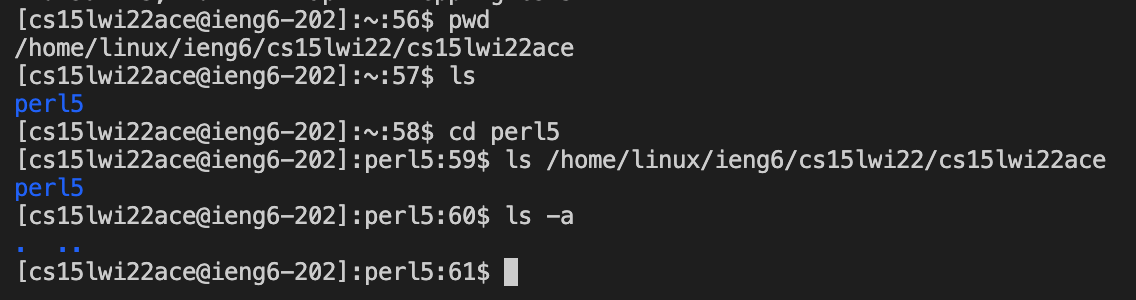 [cs15lwi22ace@ieng6-202]:~:56$ pwd
/home/linux/ieng6/cs15lwi22/cs15lwi22ace
[cs15lwi22ace@ieng6-202]:~:57$ ls
perl5
[cs15lwi22ace@ieng6-202]:~:58$ cd perl5
[cs15lwi22ace@ieng6-202]:perl5:59$ ls /home/linux/ieng6/cs15lwi22/cs15lwi22ace
perl5
[cs15lwi22ace@ieng6-202]:perl5:60$ ls -a
.  ..
[cs15lwi22ace@ieng6-202]:perl5:61$